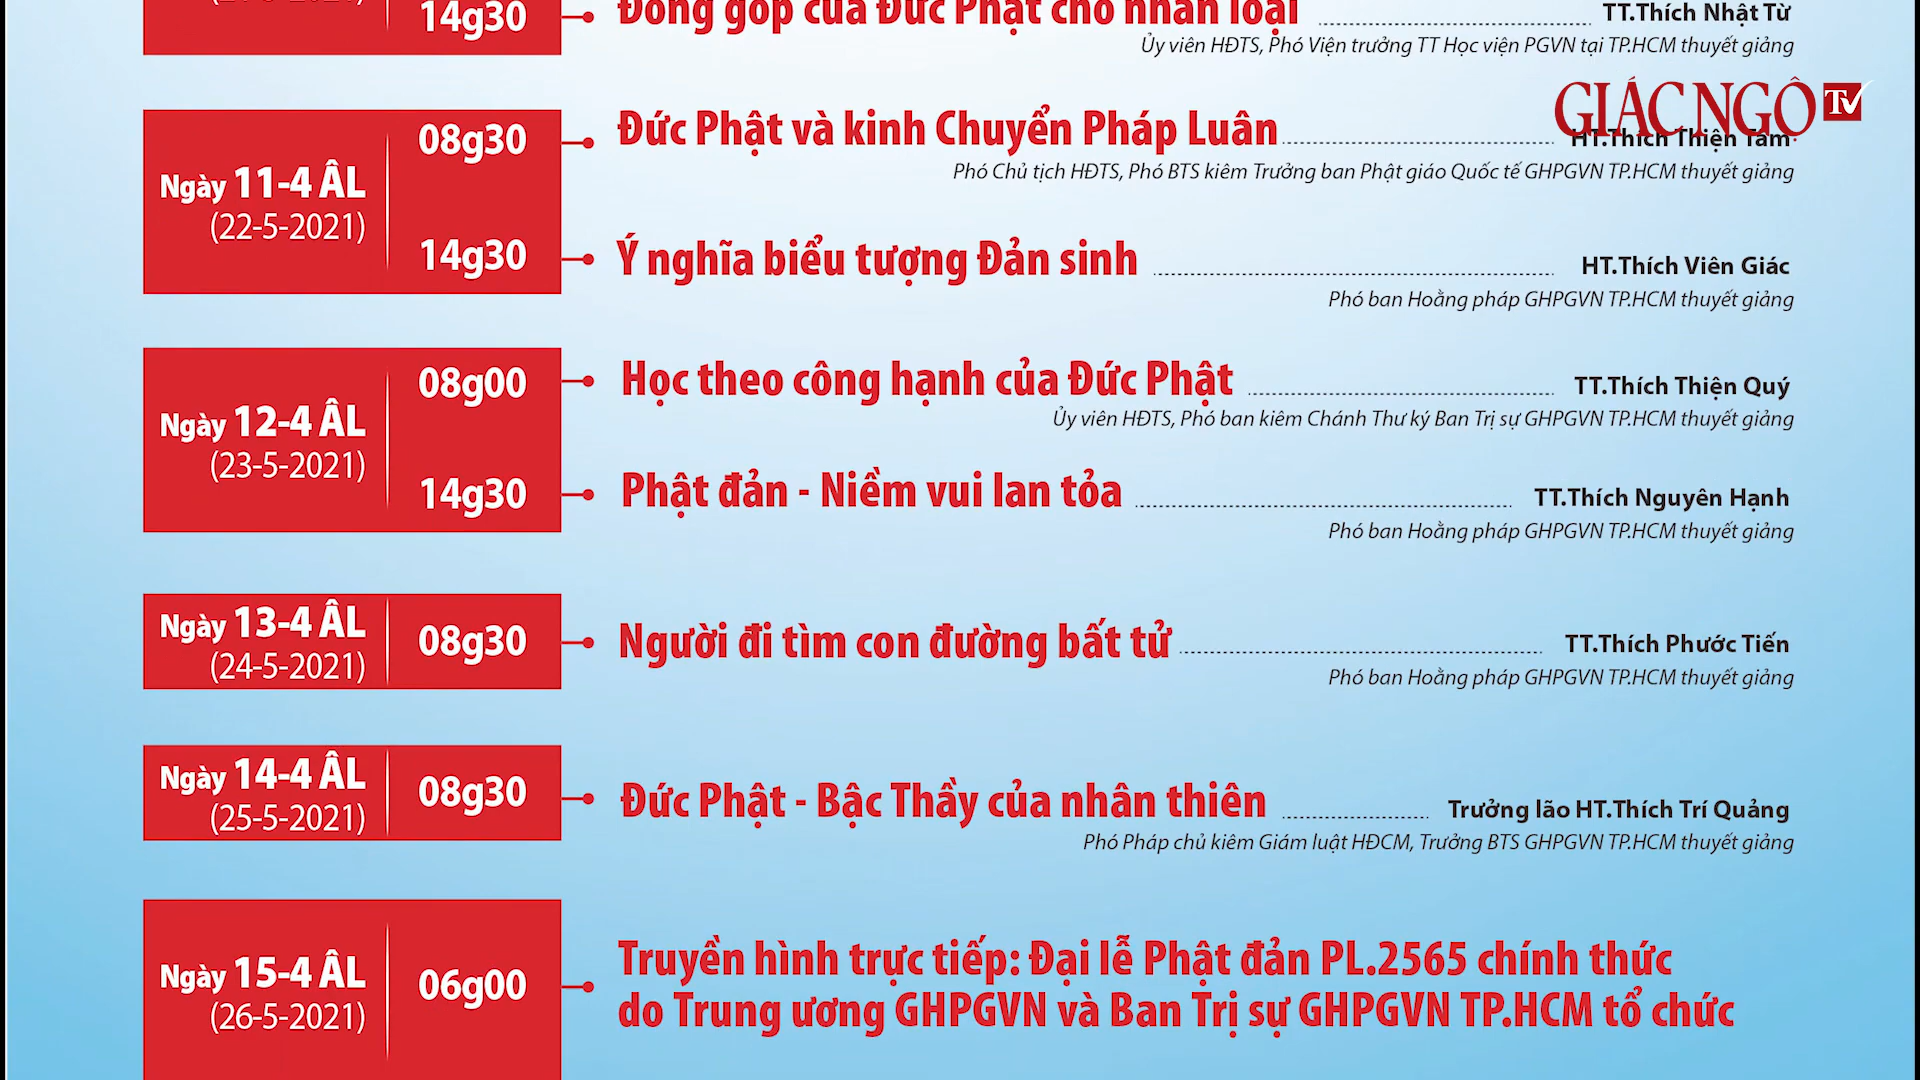 14g30
Đóng góp của Đức Phật cho nhân loại
TT.Thích Nhật Từ
Ủy viên HĐTS, Phó Viện trưởng TT Học viện PGVN tại TP.HCM thuyết giảng
GIÁC NGỘ TV
Ngày 11-4 ÂL
(22-5-2021)
08g30
Đức Phật và kinh Chuyển Pháp Luân
HT.Thích Thiện Tâm
Phó Chủ tịch HĐTS, Phó BTS kiêm Trưởng ban Phật giáo Quốc tế GHPGVN TP.HCM thuyết giảng
14g30
Ý nghĩa biểu tượng Đản sinh
HT.Thích Viên Giác
Phó ban Hoằng pháp GHPGVN TP.HCM thuyết giảng
Ngày 12-4 ÂL
(23-5-2021)
08g00
Học theo công hạnh của Đức Phật
TT.Thích Thiện Quý
Ủy viên HĐTS, Phó ban kiêm Chánh Thư ký Ban Trị sự GHPGVN TP.HCM thuyết giảng
14g30
Phật đản - Niềm vui lan tỏa
TT.Thích Nguyên Hạnh
Phó ban Hoằng pháp GHPGVN TP.HCM thuyết giảng
Ngày 13-4 ÂL
(24-5-2021)
08g30
Người đi tìm con đường bất tử
TT.Thích Phước Tiến
Phó ban Hoằng pháp GHPGVN TP.HCM thuyết giảng
Ngày 14-4 ÂL
(25-5-2021)
08g30
Đức Phật - Bậc Thầy của nhân thiên
Trưởng lão HT.Thích Trí Quảng
Phó Pháp chủ kiêm Giám luật HĐCM, Trưởng BTS GHPGVN TP.HCM thuyết giảng
Ngày 15-4 ÂL
(26-5-2021)
06g00
Truyền hình trực tiếp: Đại lễ Phật đản PL.2565 chính thức
do Trung ương GHPGVN và Ban Trị sự GHPGVN TP.HCM tổ chức